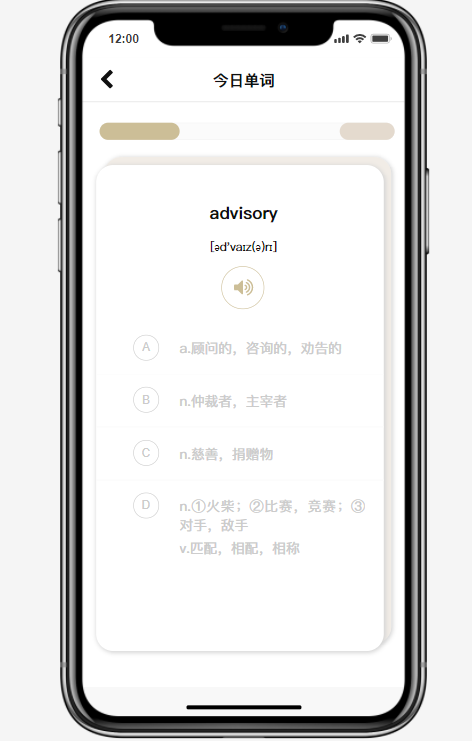 12:00
今日单词
advisory
[əd'vaɪz(ə)rɪ]
A a.顾问的，咨询的，劝告的
B n.仲裁者，主宰者
C n.慈善，捐赠物
D n.①火柴；②比赛，竞赛；③
对手，敌手
v.匹配，相配，相称